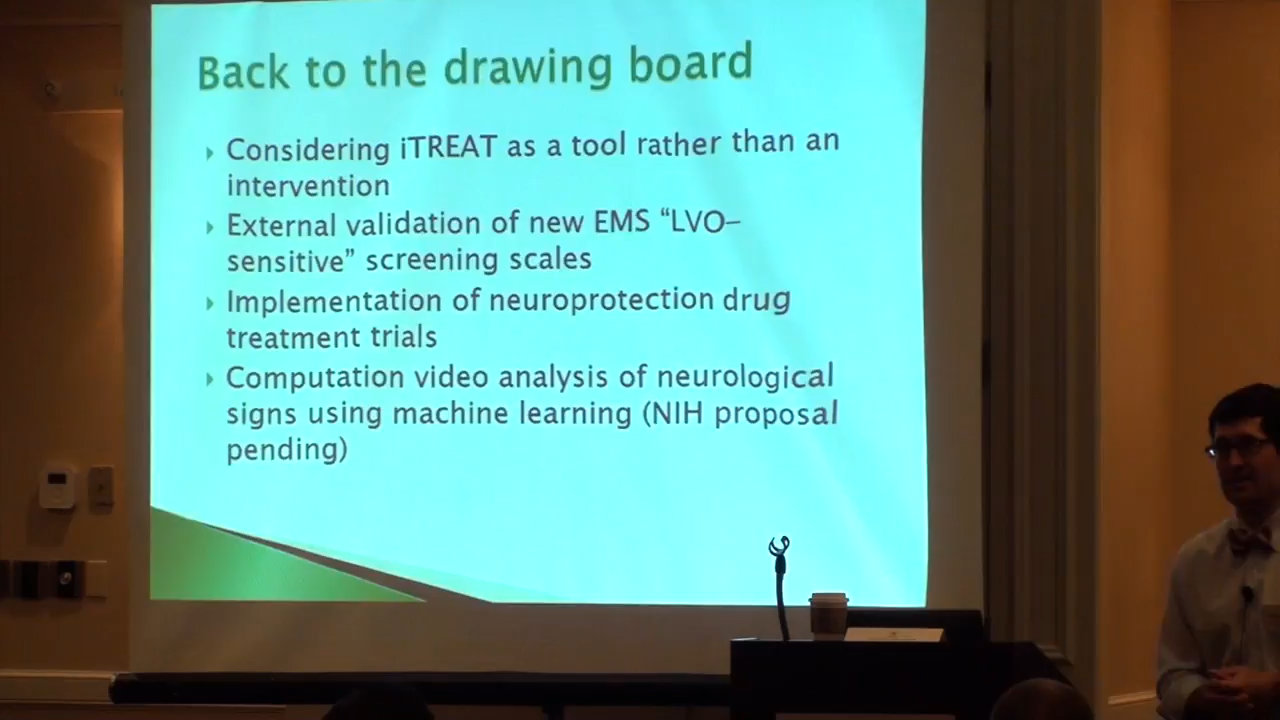 Back to the drawing board
Considering iTREAT as a tool rather than an
intervention
External validation of new EMS “LVO–
sensitive” screening scales
Implementation of neuroprotection drug
treatment trials
Computation video analysis of neurological
signs using machine learning (NIH proposal
pending)